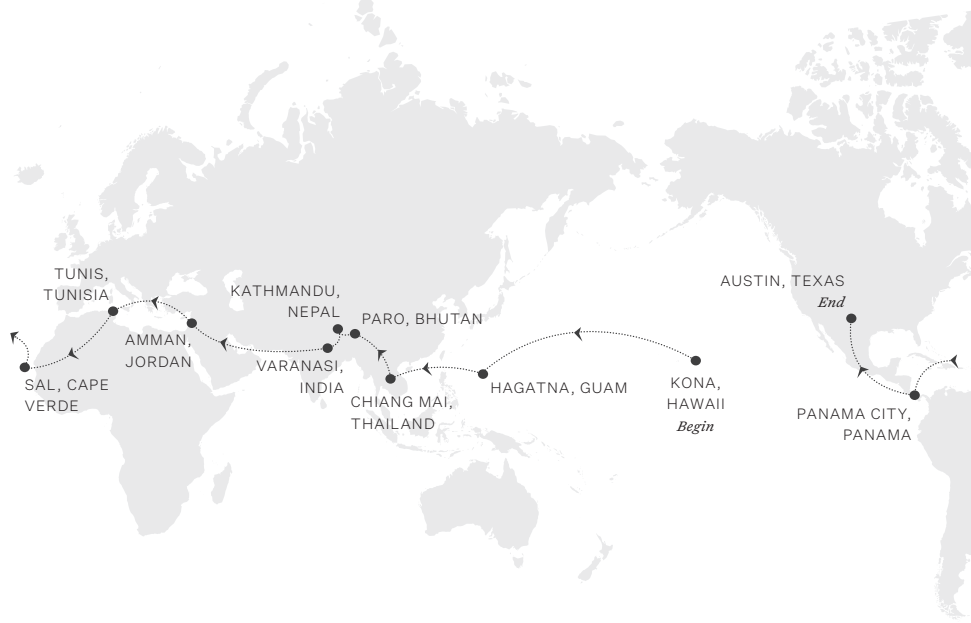 TUNIS,
TUNISIA
KATHMANDU,
NEPAL
AUSTIN, TEXAS
End
PARO, BHUTAN
AMMAN,
JORDAN
VARANASI,
INDIA
SAL, CAPE
VERDE
HAGATNA, GUAM
KONA,
HAWAII
Begin
CHIANG MAI,
THAILAND
PANAMA CITY,
PANAMA